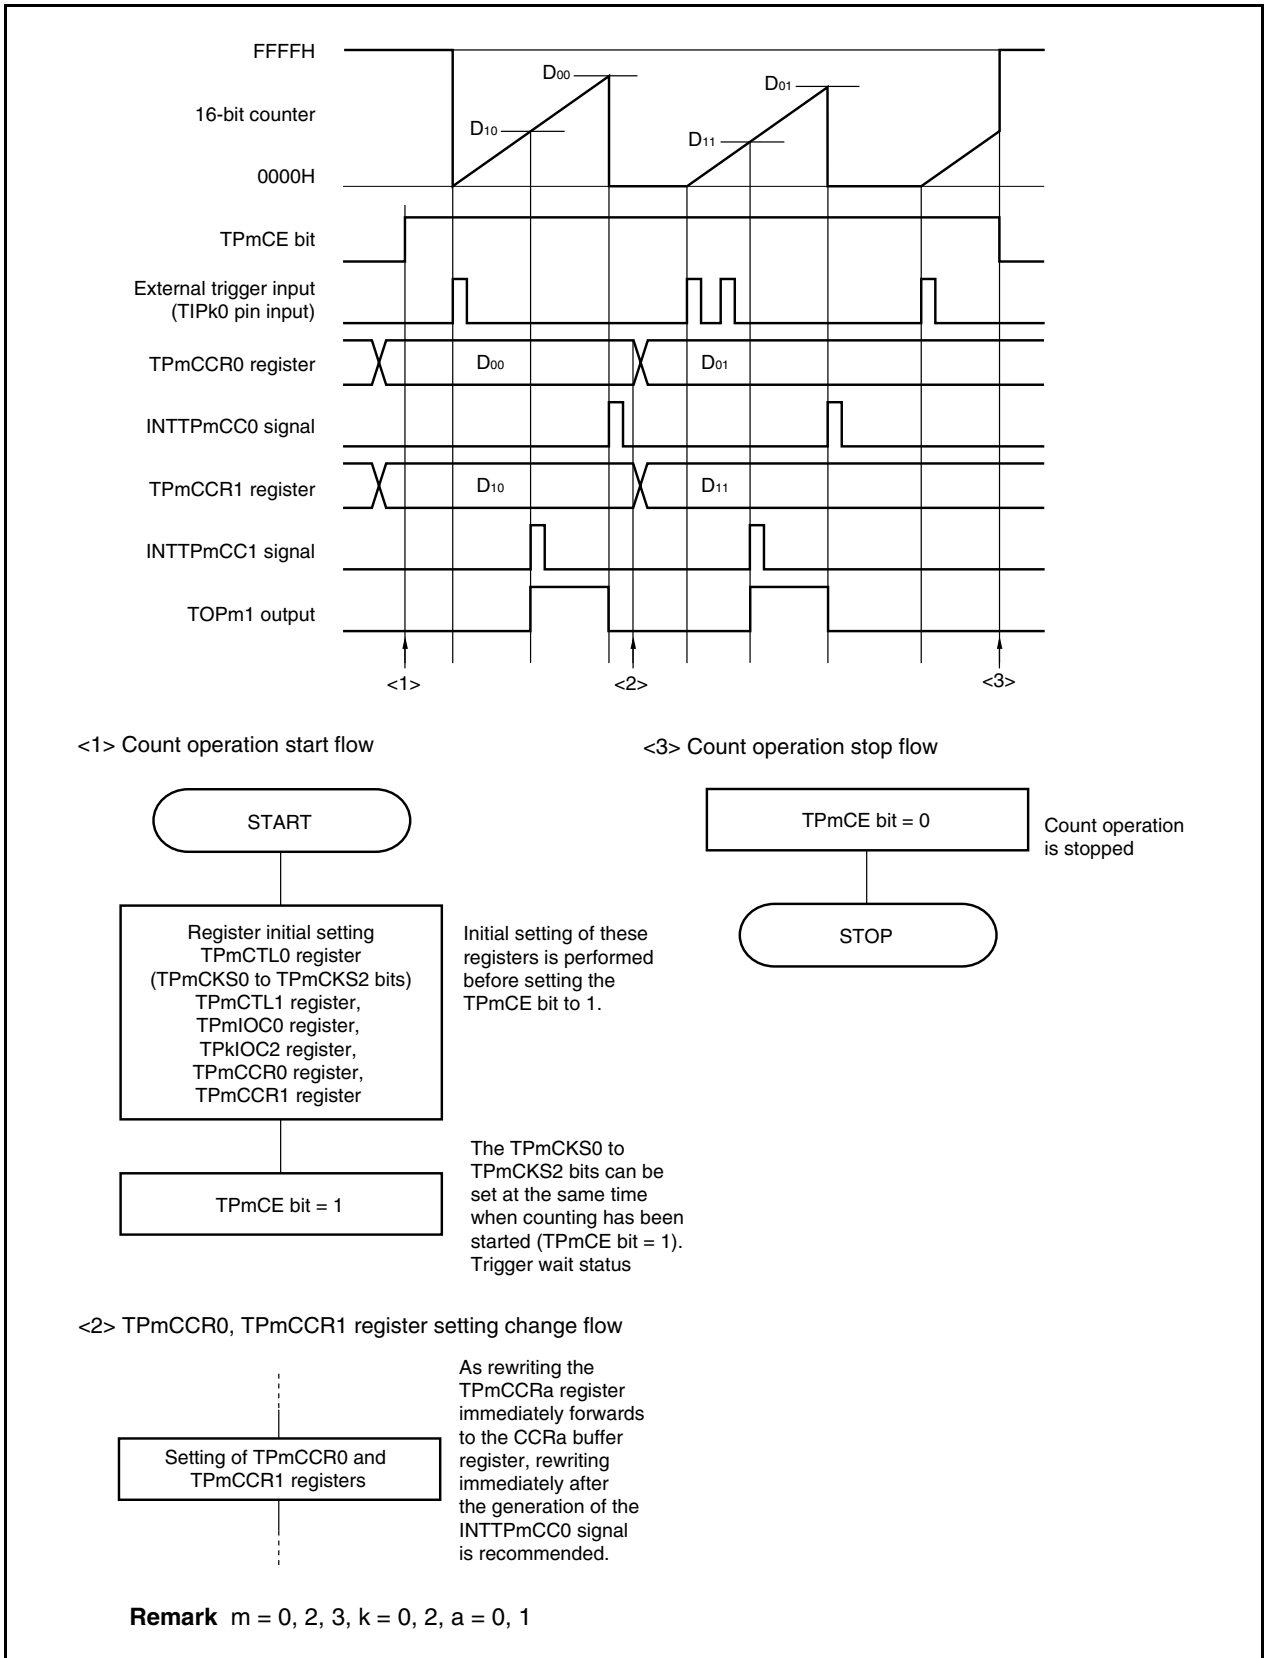 FFFFH
D00
D01
16-bit counter
D10
D11
0000H
TPmCE bit
External trigger input
(TIPk0 pin input)
TPmCCR0 register
D00
D01
INTTPmCC0 signal
TPmCCR1 register
D10
D11
INTTPmCC1 signal
TOPm1 output
<1>
<2>
<3>
<1> Count operation start flow
START
Register initial setting
TPmCTL0 register
(TPmCKS0 to TPmCKS2 bits)
TPmCTL1 register,
TPmIOC0 register,
TPkIOC2 register,
TPmCCR0 register,
TPmCCR1 register
Initial setting of these
registers is performed
before setting the
TPmCE bit to 1.
TPmCE bit = 1
The TPmCKS0 to
TPmCKS2 bits can be
set at the same time
when counting has been
started (TPmCE bit = 1).
Trigger wait status
<3> Count operation stop flow
TPmCE bit = 0
Count operation
is stopped
STOP
<2> TPmCCR0, TPmCCR1 register setting change flow
Setting of TPmCCR0 and
TPmCCR1 registers
As rewriting the
TPmCCRa register
immediately forwards
to the CCRa buffer
register, rewriting
immediately after
the generation of the
INTTPmCC0 signal
is recommended.
Remark m = 0, 2, 3, k = 0, 2, a = 0, 1